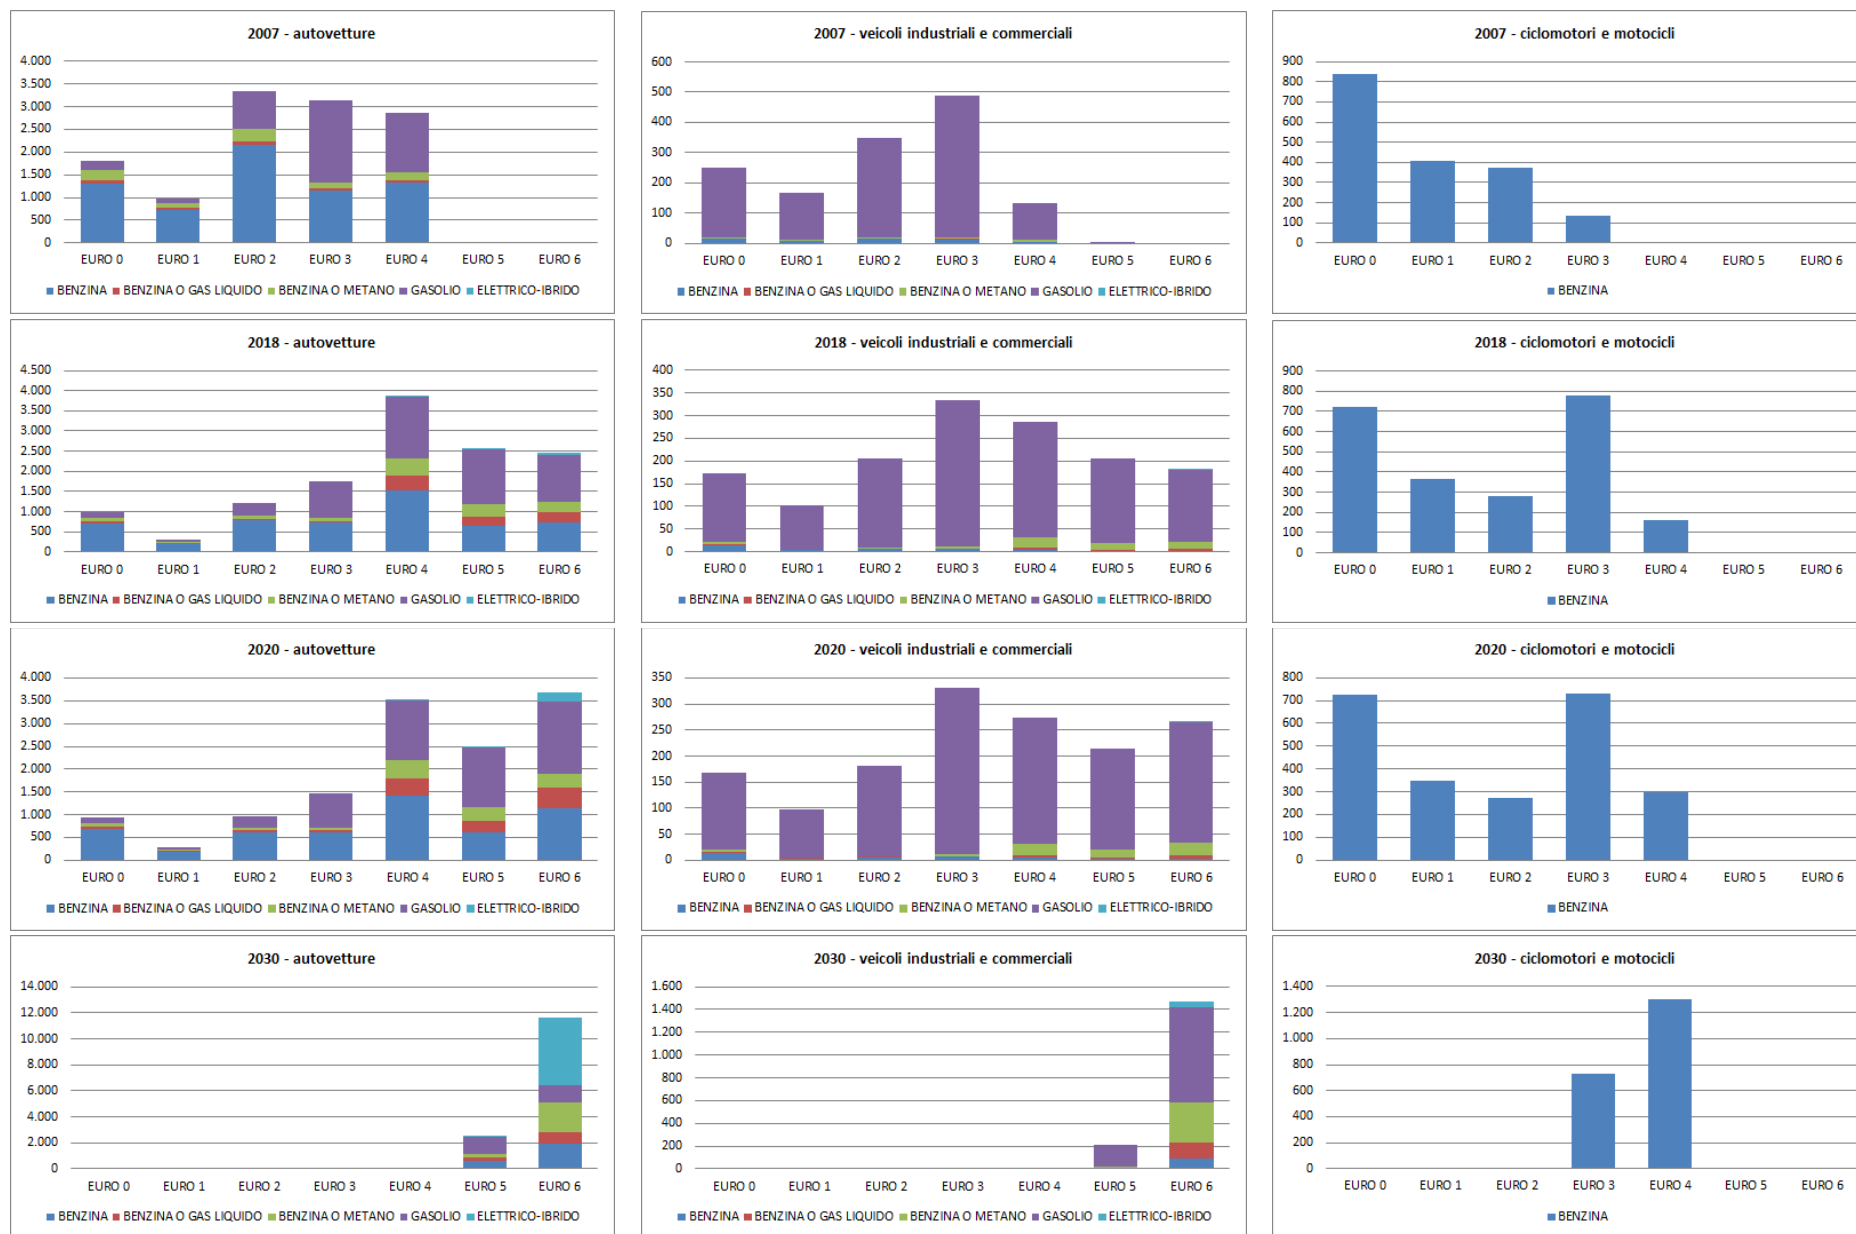 2007 - autovetture
4.000
3.500
3.000
2.500
2.000
1.500
1.000
500
0
EURO 0 EURO 1 EURO 2 EURO 3 EURO 4 EURO 5 EURO 6
BENZINA BENZINA O GAS LIQUIDO BENZINA O METANO GASOLIO ELETTRICO-IBRIDO
2007 - veicoli industriali e commerciali
600
500
400
300
200
100
0
EURO 0 EURO 1 EURO 2 EURO 3 EURO 4 EURO 5 EURO 6
BENZINA BENZINA O GAS LIQUIDO BENZINA O METANO GASOLIO ELETTRICO-IBRIDO
2007 - ciclomotori e motocicli
900
800
700
600
500
400
300
200
100
0
EURO 0 EURO 1 EURO 2 EURO 3 EURO 4 EURO 5 EURO 6
BENZINA
2018 - autovetture
4.500
4.000
3.500
3.000
2.500
2.000
1.500
1.000
500
0
EURO 0 EURO 1 EURO 2 EURO 3 EURO 4 EURO 5 EURO 6
BENZINA BENZINA O GAS LIQUIDO BENZINA O METANO GASOLIO ELETTRICO-IBRIDO
2018 - veicoli industriali e commerciali
400
350
300
250
200
150
100
50
0
EURO 0 EURO 1 EURO 2 EURO 3 EURO 4 EURO 5 EURO 6
BENZINA BENZINA O GAS LIQUIDO BENZINA O METANO GASOLIO ELETTRICO-IBRIDO
2018 - ciclomotori e motocicli
900
800
700
600
500
400
300
200
100
0
EURO 0 EURO 1 EURO 2 EURO 3 EURO 4 EURO 5 EURO 6
BENZINA
2020 - autovetture
4.000
3.500
3.000
2.500
2.000
1.500
1.000
500
0
EURO 0 EURO 1 EURO 2 EURO 3 EURO 4 EURO 5 EURO 6
BENZINA BENZINA O GAS LIQUIDO BENZINA O METANO GASOLIO ELETTRICO-IBRIDO
2020 - veicoli industriali e commerciali
350
300
250
200
150
100
50
0
EURO 0 EURO 1 EURO 2 EURO 3 EURO 4 EURO 5 EURO 6
BENZINA BENZINA O GAS LIQUIDO BENZINA O METANO GASOLIO ELETTRICO-IBRIDO
2020 - ciclomotori e motocicli
800
700
600
500
400
300
200
100
0
EURO 0 EURO 1 EURO 2 EURO 3 EURO 4 EURO 5 EURO 6
BENZINA
2030 - autovetture
14.000
12.000
10.000
8.000
6.000
4.000
2.000
0
EURO 0 EURO 1 EURO 2 EURO 3 EURO 4 EURO 5 EURO 6
BENZINA BENZINA O GAS LIQUIDO BENZINA O METANO GASOLIO ELETTRICO-IBRIDO
2030 - veicoli industriali e commerciali
1.600
1.400
1.200
1.000
800
600
400
200
0
EURO 0 EURO 1 EURO 2 EURO 3 EURO 4 EURO 5 EURO 6
BENZINA BENZINA O GAS LIQUIDO BENZINA O METANO GASOLIO ELETTRICO-IBRIDO
2030 - ciclomotori e motocicli
1.400
1.200
1.000
800
600
400
200
0
EURO 0 EURO 1 EURO 2 EURO 3 EURO 4 EURO 5 EURO 6
BENZINA